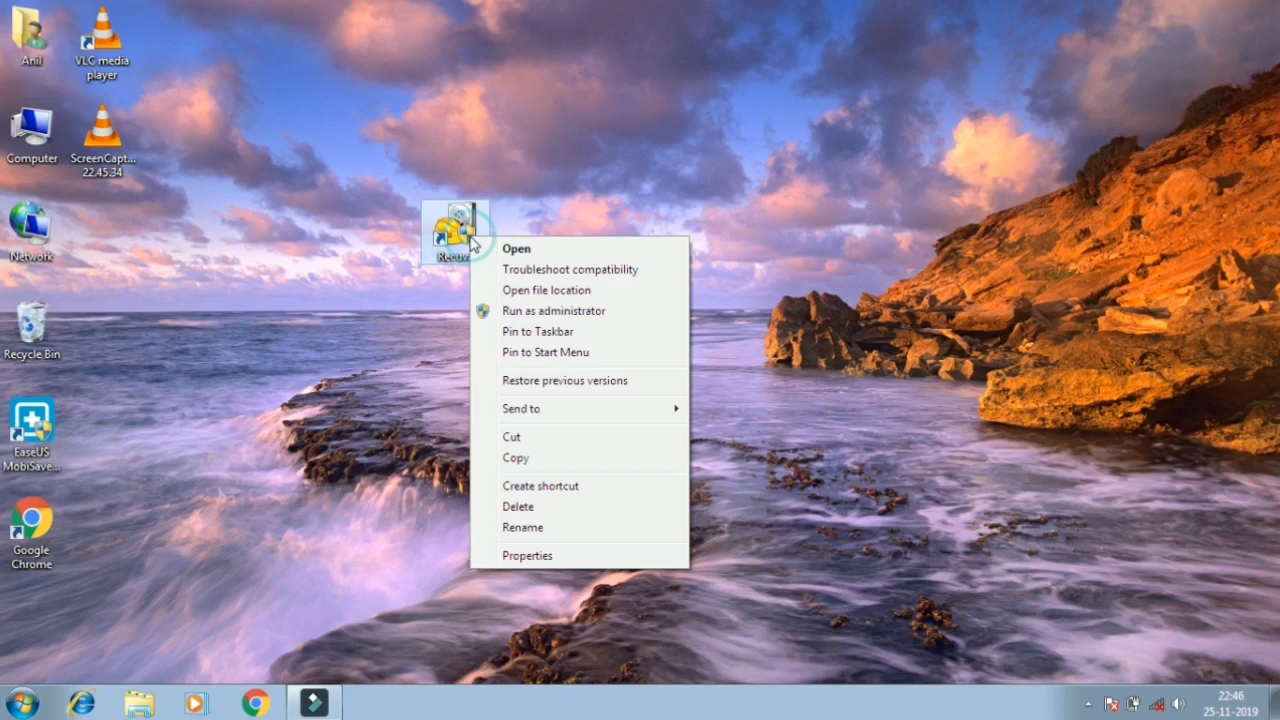 Anil
VLC media
player
Computer
ScreenCapt...
22.45.34
Network
Recycle Bin
EaseUS
MobiSave...
Google
Chrome
Open
Troubleshoot compatibility
Open file location
Run as administrator
Pin to Taskbar
Pin to Start Menu
Restore previous versions
Send to
Cut
Copy
Create shortcut
Delete
Rename
Properties
22:46
25-11-2019